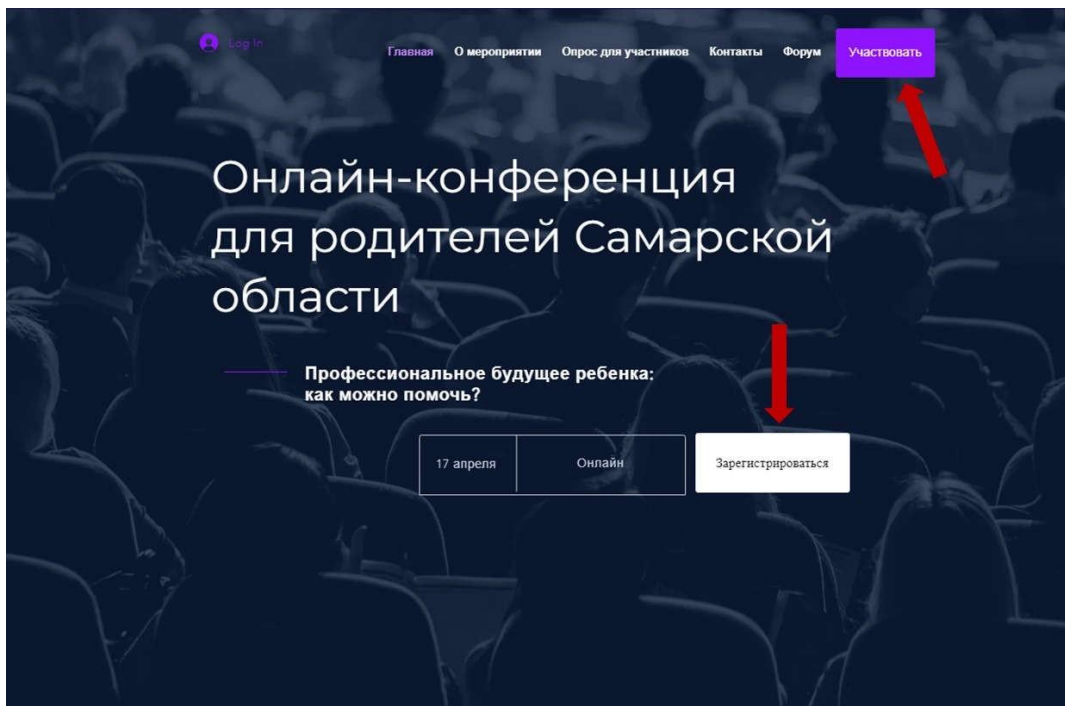 Log In
Главная О мероприятии Опрос для участников Контакты Форум Участвовать
Онлайн-конференция
для родителей Самарской
области
Профессиональное будущее ребенка:
как можно помочь?
17 апреля Онлайн Зарегистрироваться